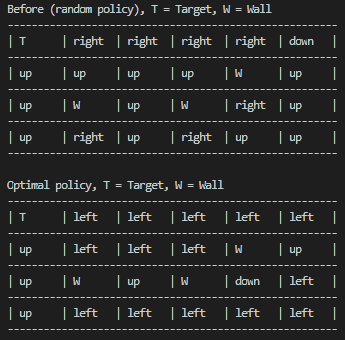 Before (random policy), T = Target, W = Wall
-------------------------------------------------------
| T | right | right | right | right | down |
-------------------------------------------------------
| up | up | up | up | W | up |
-------------------------------------------------------
| up | W | up | W | right | up |
-------------------------------------------------------
| up | right | up | right | up | up |
-------------------------------------------------------
Optimal policy, T = Target, W = Wall
-------------------------------------------------------
| T | left | left | left | left | left |
-------------------------------------------------------
| up | left | left | left | W | up |
-------------------------------------------------------
| up | W | up | W | down | left |
-------------------------------------------------------
| up | left | left | left | left | left |
-------------------------------------------------------